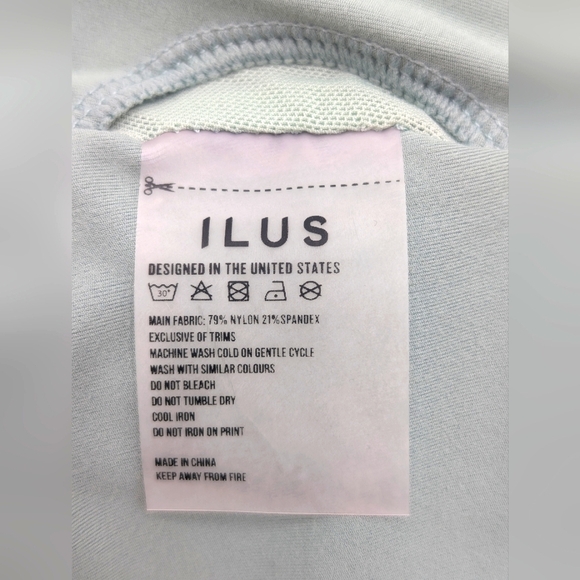 ILUS
DESIGNED IN THE UNITED STATES
30°
MAIN FABRIC: 79% NYLON 21%SPANDEX
EXCLUSIVE OF TRIMS
MACHINE WASH COLD ON GENTLE CYCLE
WASH WITH SIMILAR COLOURS
DO NOT BLEACH
DO NOT TUMBLE DRY
COOL IRON
DO NOT IRON ON PRINT
MADE IN CHINA
KEEP AWAY FROM FIRE